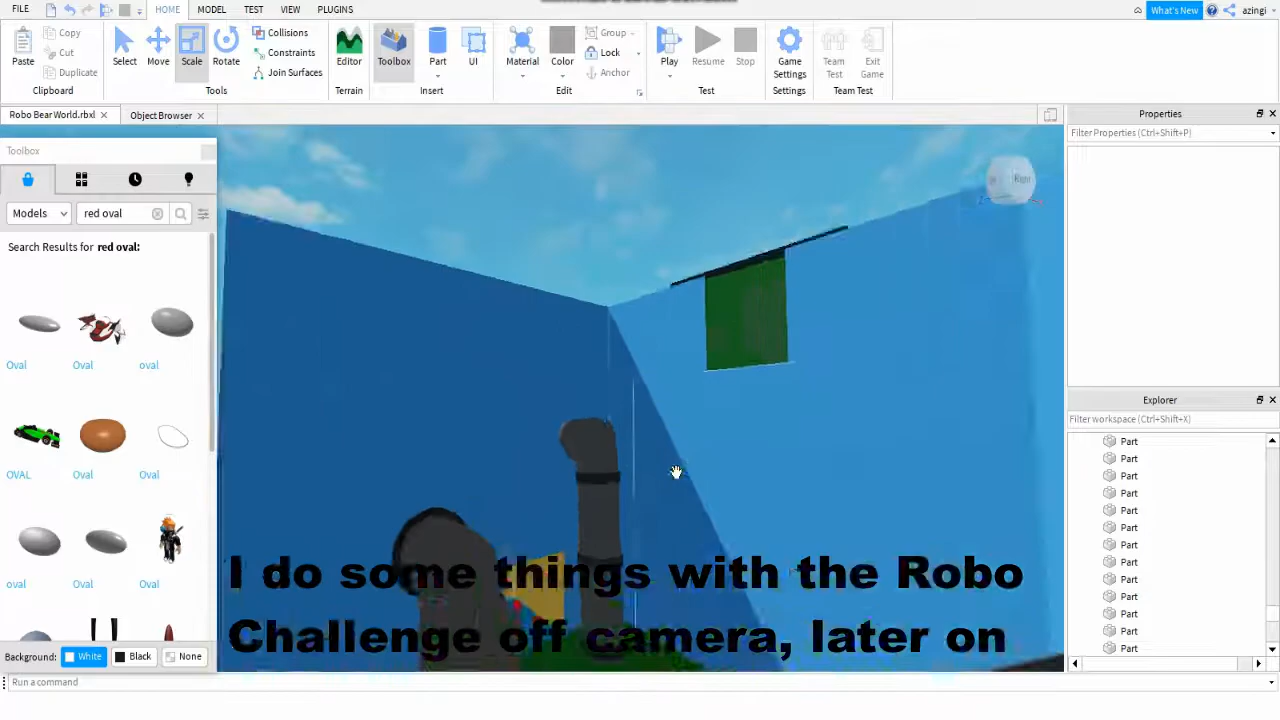 FILE
HOME
MODEL
TEST
VIEW
PLUGINS
What's New
azingi
Paste
Copy
Cut
Duplicate
Clipboard
Select
Move
Scale
Rotate
Tools
Collisions
Constraints
Join Surfaces
Editor
Terrain
Toolbox
Part
UI
Insert
Material
Color
Group
Lock
Anchor
Edit
Play
Resume
Stop
Test
Game
Settings
Settings
Team
Test
Exit
Game
Team Test
Robo Bear World.rbxl
Object Browser
Toolbox
Models
red oval
Search Results for red oval:
Oval
Oval
oval
OVAL
Oval
Oval
oval
Oval
Oval
Background:
White
Black
None
Run a command
Right
I do some things with the Robo
Challenge off camera, later on
Properties
Filter Properties (Ctrl+Shift+P)
Explorer
Filter workspace (Ctrl+Shift+X)
Part
Part
Part
Part
Part
Part
Part
Part
Part
Part
Part
Part
Part